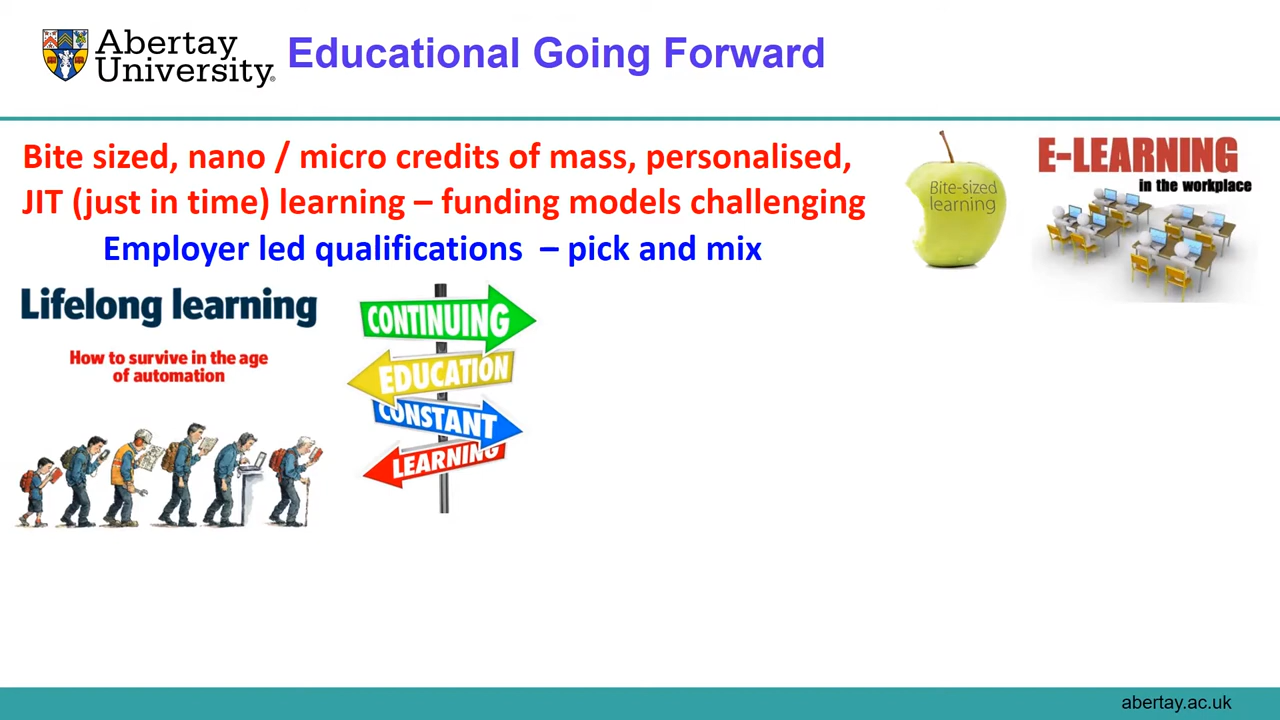 Abertay
University
Educational Going Forward
Bite sized, nano / micro credits of mass, personalised,
JIT (just in time) learning – funding models challenging
Employer led qualifications – pick and mix
Bite-sized
learning
E-LEARNING
in the workplace
Lifelong learning
How to survive in the age
of automation
CONTINUING
EDUCATION
CONSTANT
LEARNING
abertay.ac.uk